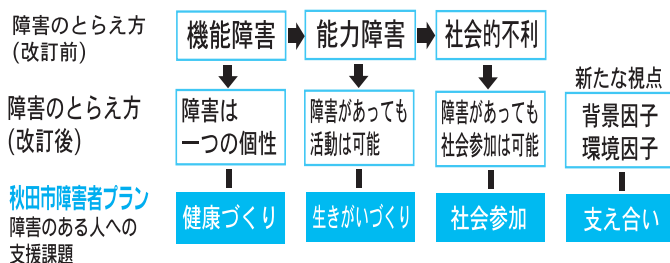 障害のとらえ方
(改訂前)
機能障害
能力障害
社会的不利
新たな視点
障害のとらえ方
(改訂後)
障害は
一つの個性
障害があっても
活動は可能
障害があっても
社会参加は可能
背景因子
環境因子
秋田市障害者プラン
障害のある人への
支援課題
健康づくり
生きがいづくり
社会参加
支え合い